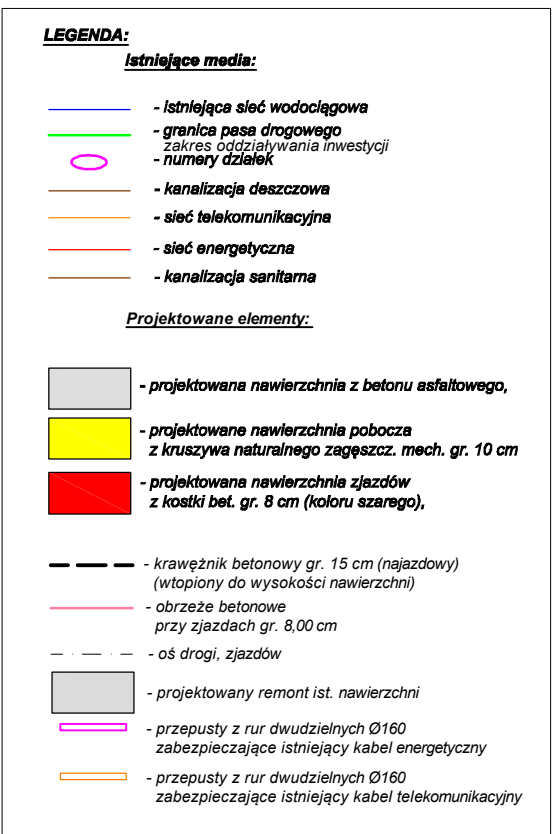 LEGENDA:
Istniejące media:
- istniejąca sieć wodociągowa
- granica pasa drogowego
zakres oddziaływania inwestycji
- numery działek
- kanalizacja deszczowa
- sieć telekomunikacyjna
- sieć energetyczna
- kanalizacja sanitarna
Projektowane elementy:
- projektowana nawierzchnia z betonu asfaltowego,
- projektowane nawierzchnia pobocza
z kruszywa naturalnego zagęszcz. mech. gr. 10 cm
- projektowana nawierzchnia zjazdów
z kostki bet. gr. 8 cm (koloru szarego),
- krawężnik betonowy gr. 15 cm (najazdowy)
(wtopiony do wysokości nawierzchni)
- obrzeże betonowe
przy zjazdach gr. 8,00 cm
- oś drogi, zjazdów
- projektowany remont ist. nawierzchni
- przepusty z rur dwudzielnych Ø160
zabezpieczające istniejący kabel energetyczny
- przepusty z rur dwudzielnych Ø160
zabezpieczające istniejący kabel telekomunikacyjny